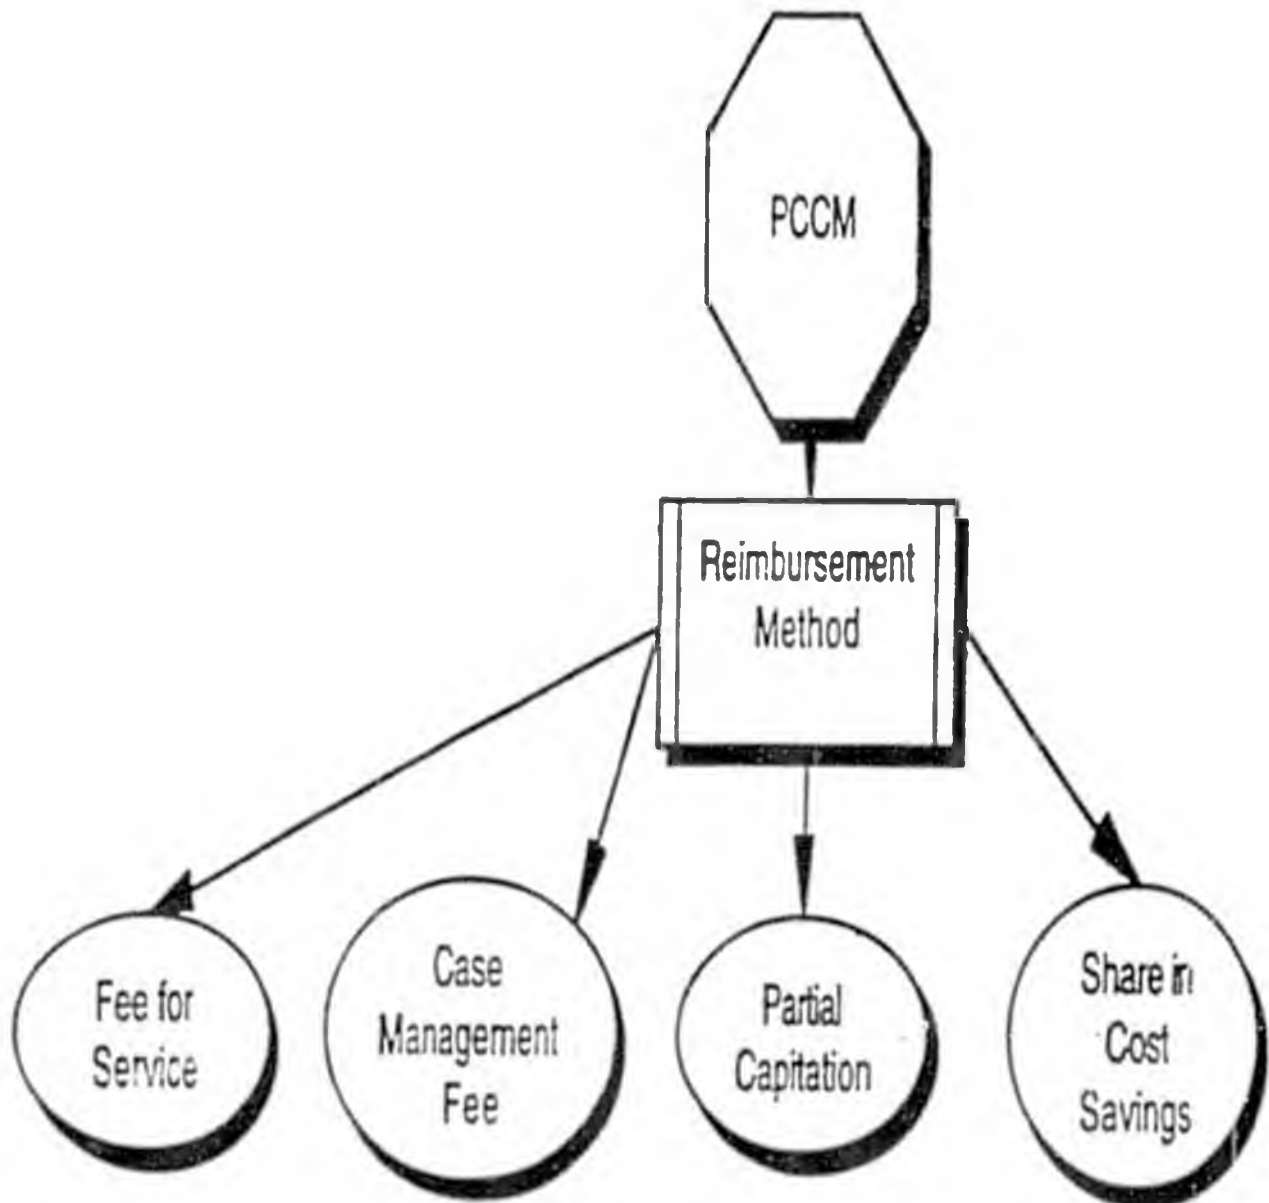 PCCM
Reimbursement
Method
Fee for
Service
Case
Management
Fee
Partial
Capitation
Share in
Cost
Savings